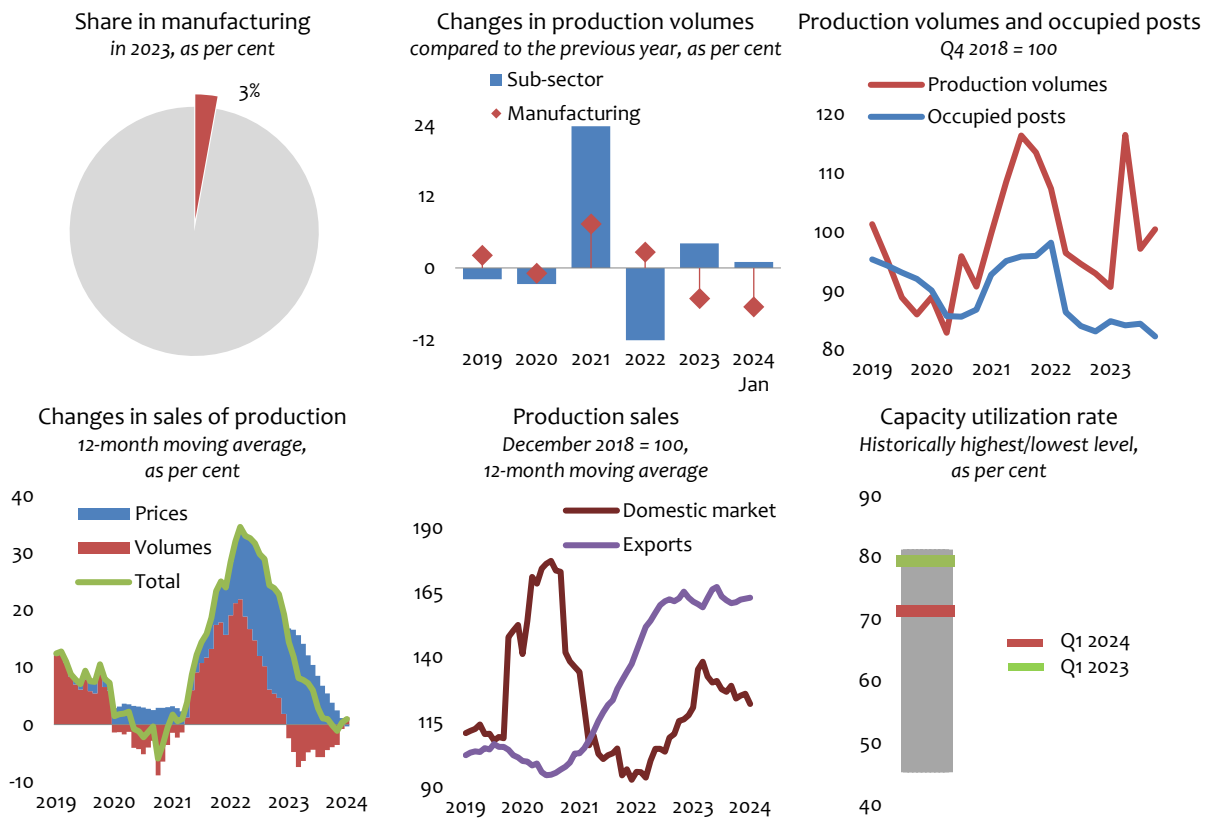 Share in manufacturing
in 2023, as per cent
3%
Changes in production volumes
compared to the previous year, as per cent
Sub-sector
Manufacturing
24
12
0
-12
2019 2020 2021 2022 2023 2024
Jan
Production volumes and occupied posts
Q4 2018 = 100
Production volumes
Occupied posts
120
110
100
90
80
2019 2020 2021 2022 2023
Changes in sales of production
12-month moving average,
as per cent
40
Prices
30
Volumes
Total
20
10
0
-10
2019 2020 2021 2022 2023 2024
Production sales
December 2018 = 100,
12-month moving average
Domestic market
190
Exports
165
140
115
90
2019 2020 2021 2022 2023 2024
Capacity utilization rate
Historically highest/lowest level,
as per cent
90
80
70
Q1 2024
Q1 2023
60
50
40